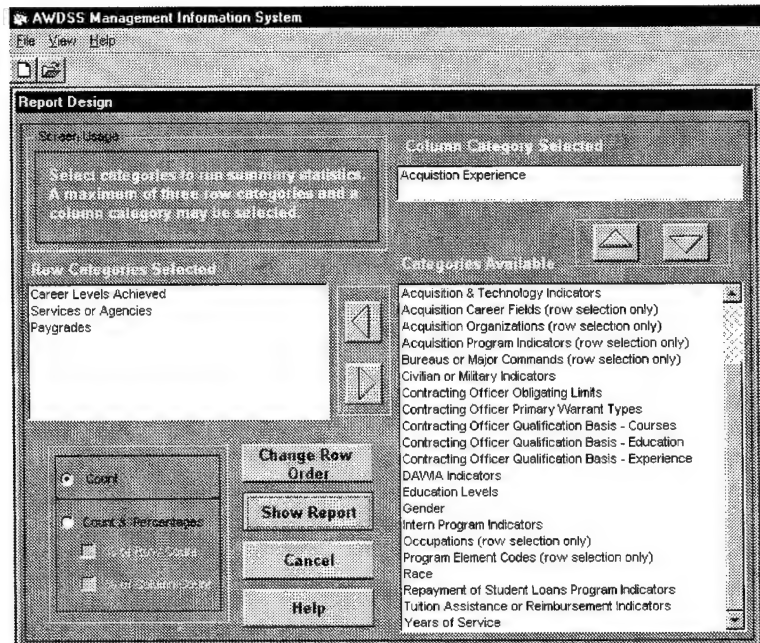 AWDSS Management Information System
File View Help
Report Design
Screen Usage
Select categories to run summary statistics.
A maximum of three row categories and a
column category may be selected.
Column Category Selected
Acquistion Experience
Row Categories Selected
Career Levels Achieved
Services or Agencies
Paygrades
Categories Available
Acquisition & Technology Indicators
Acquisition Career Fields (row selection only)
Acquisition Organizations (row selection only)
Acquisition Program Indicators (row selection only)
Bureaus or Major Commands (row selection only)
Civilian or Military Indicators
Contracting Officer Obligating Limits
Contracting Officer Primary Warrant Types
Contracting Officer Qualification Basis - Courses
Contracting Officer Qualification Basis - Education
Contracting Officer Qualification Basis - Experience
DAWIA Indicators
Education Levels
Gender
Intern Program Indicators
Occupations (row selection only)
Program Element Codes (row selection only)
Race
Repayment of Student Loans Program Indicators
Tuition Assistance or Reimbursement Indicators
Years of Service
Count
Count & Percentages
Change Row
Order
Show Report
Cancel
Help